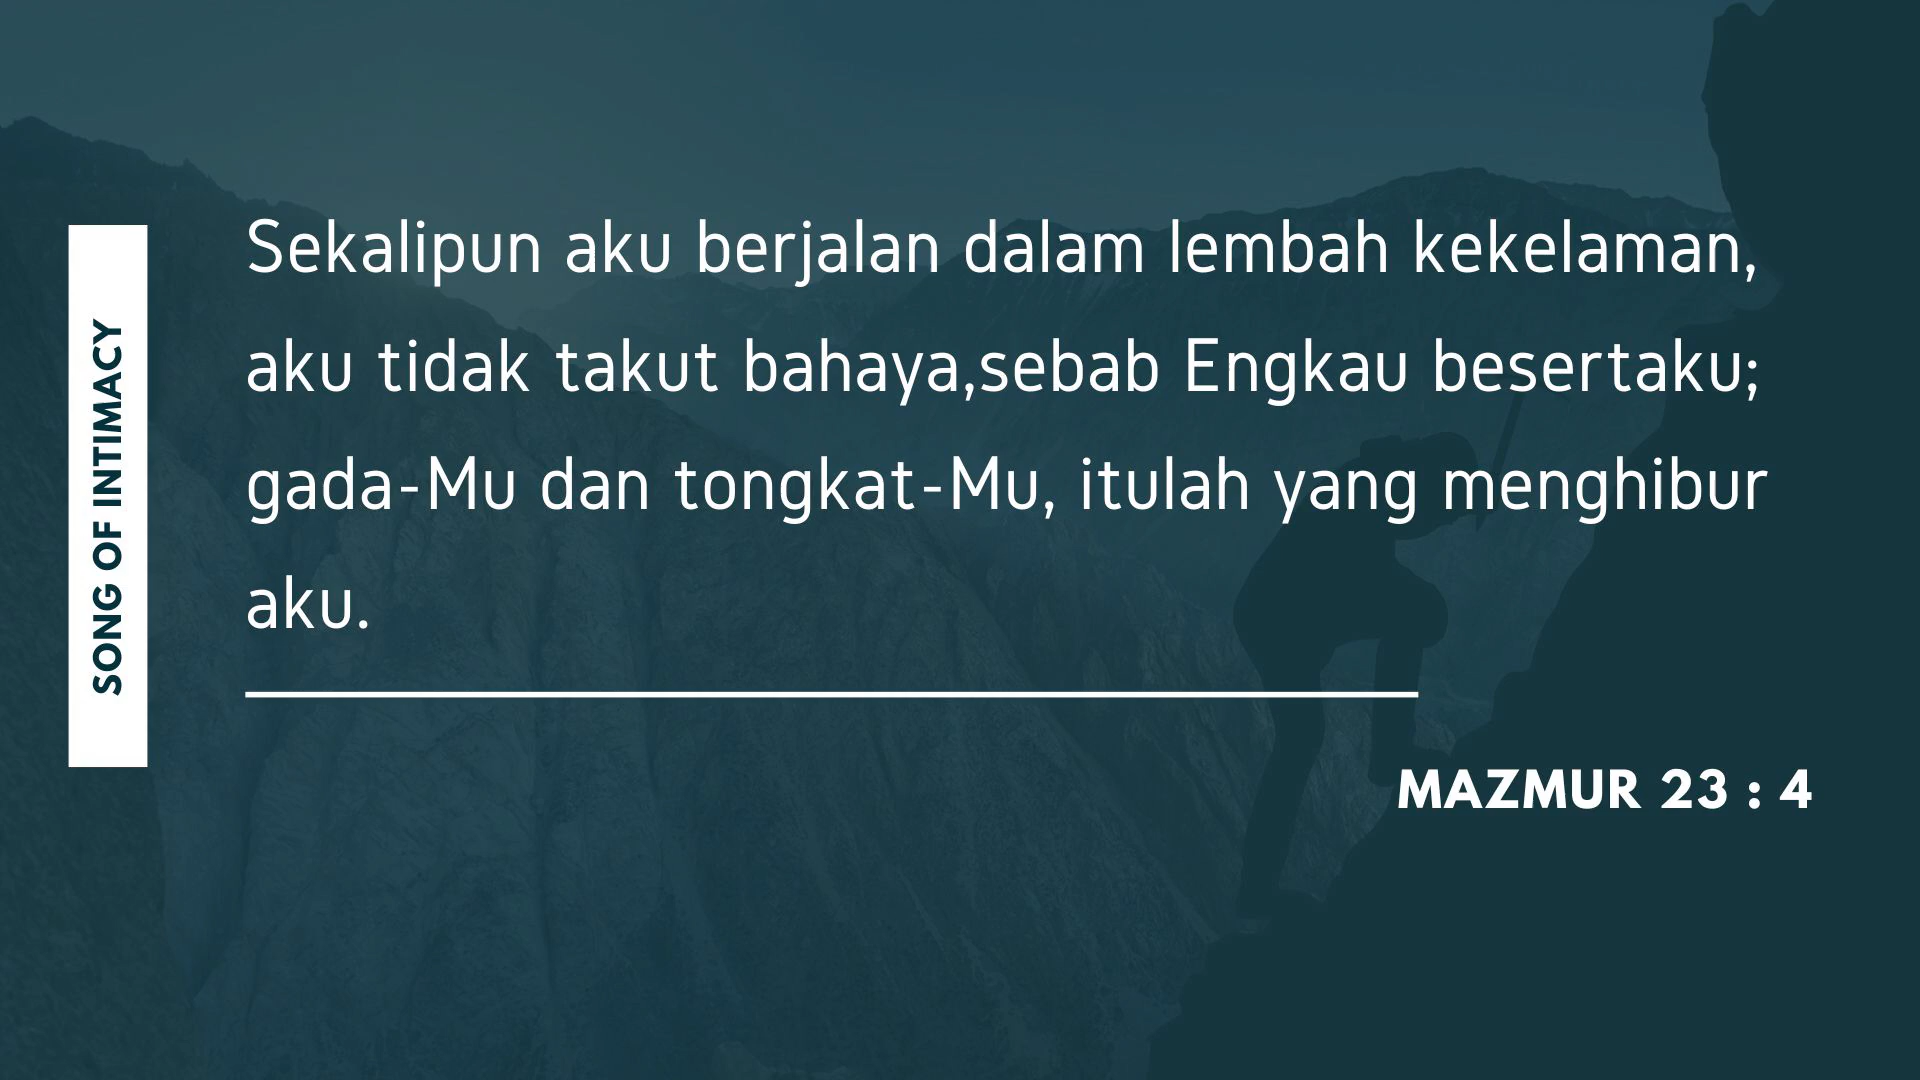 SONG OF INTIMACY
Sekalipun aku berjalan dalam lembah kekelaman,
aku tidak takut bahaya,sebab Engkau besertaku;
gada-Mu dan tongkat-Mu, itulah yang menghibur
aku.
MAZMUR 23 : 4